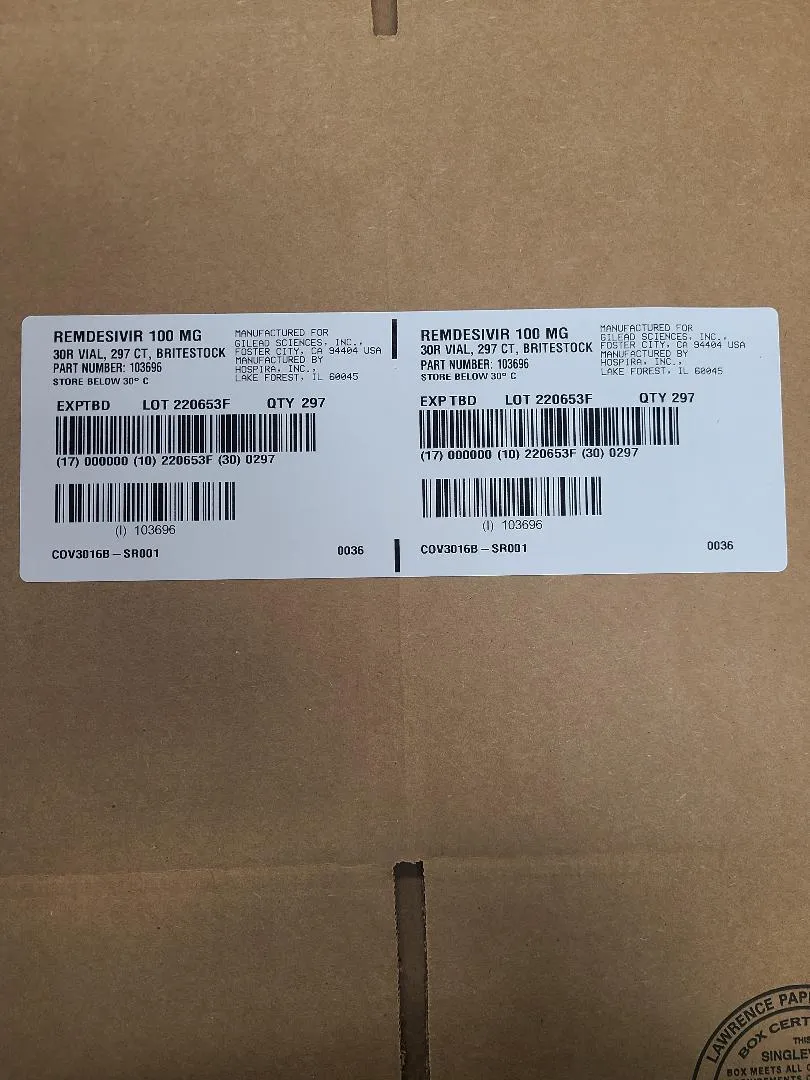 REMDESIVIR 100 MG
30R VIAL, 297 CT, BRITESTOCK
PART NUMBER: 103696
STORE BELOW 30° C
MANUFACTURED FOR
GILEAD SCIENCES, INC.,
FOSTER CITY, CA 94404 USA
MANUFACTURED BY
HOSPIRA, INC.,
LAKE FOREST, IL 60045
EXPTBD LOT 220653F QTY 297
(17) 000000 (10) 220653F (30) 0297
(I) 103696
COV3016B – SR001 0036
REMDESIVIR 100 MG
30R VIAL, 297 CT, BRITESTOCK
PART NUMBER: 103696
STORE BELOW 30° C
MANUFACTURED FOR
GILEAD SCIENCES, INC.,
FOSTER CITY, CA 94404 USA
MANUFACTURED BY
HOSPIRA, INC.,
LAKE FOREST, IL 60045
EXP TBD LOT 220653F QTY 297
(17) 000000 (10) 220653F (30) 0297
(I) 103696
COV3016B – SR001 0036
LAWRENCE
BOX
BOX MEETS ALL